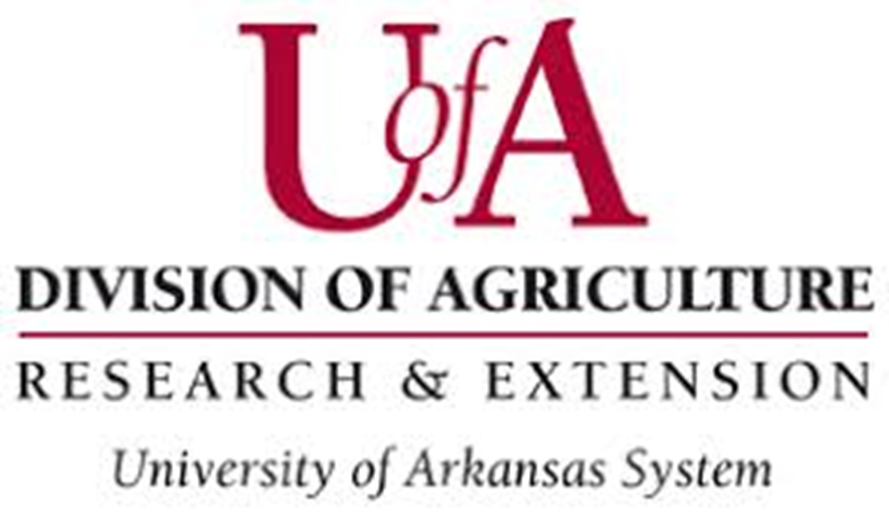 UofA
DIVISION OF AGRICULTURE
RESEARCH & EXTENSION
University of Arkansas System